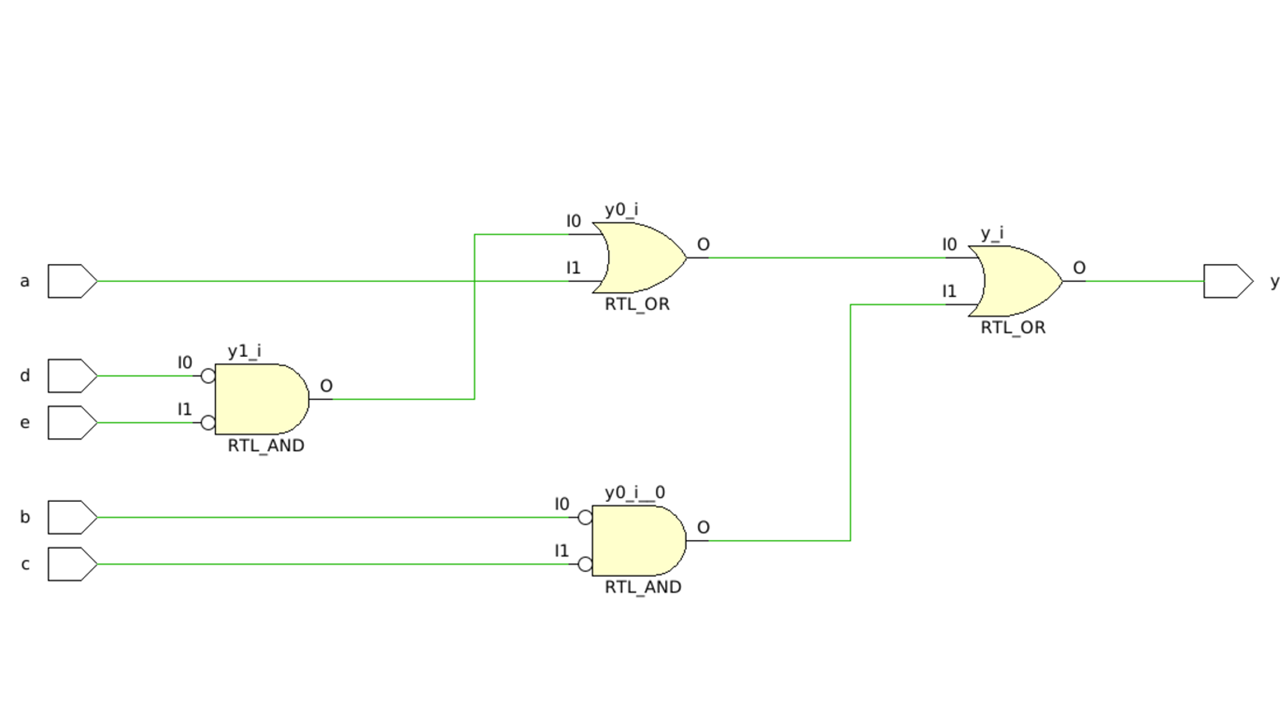 y0_i
I0
O
y_i
I0
a
I1
O
y
RTL_OR
I1
RTL_OR
y1_i
d
I0
O
e
I1
RTL_AND
y0_i__0
b
I0
O
c
I1
RTL_AND